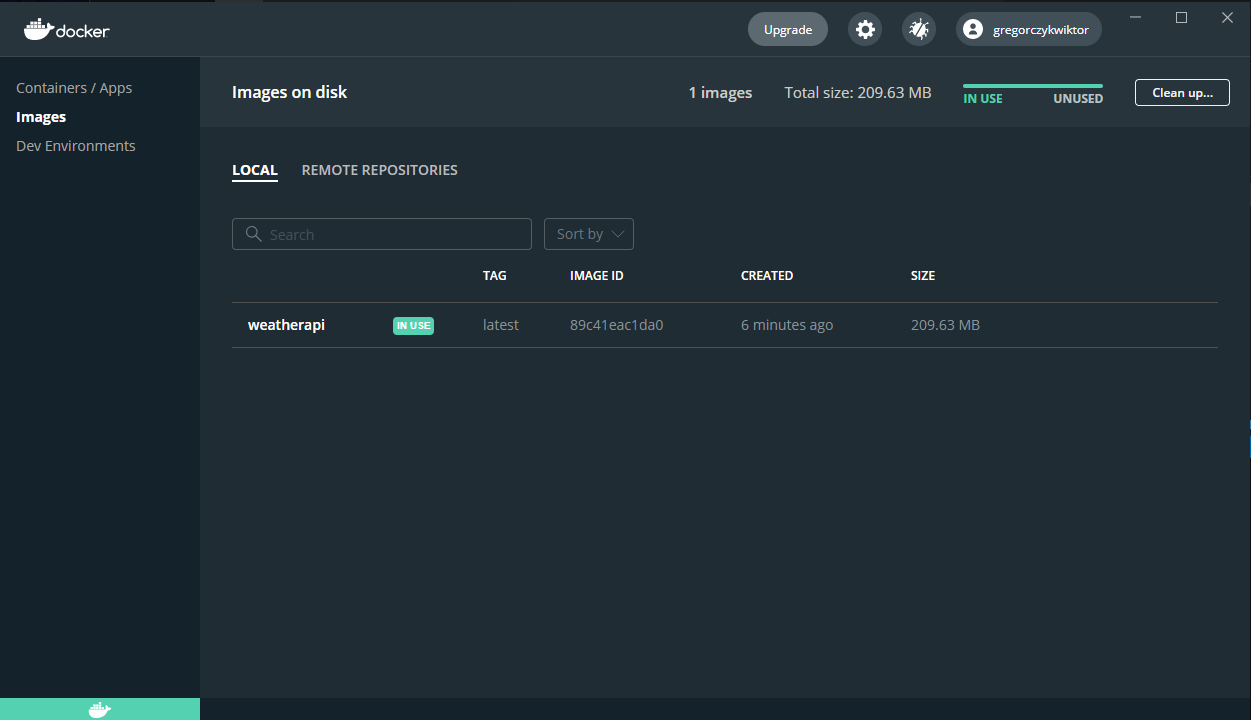 docker
Upgrade
gregorczykwiktor
Containers / Apps
Images
Dev Environments
Images on disk
1 images
Total size: 209.63 MB
IN USE
UNUSED
Clean up...
LOCAL
REMOTE REPOSITORIES
Search
Sort by
TAG
IMAGE ID
CREATED
SIZE
weatherapi
IN USE
latest
89c41eac1da0
6 minutes ago
209.63 MB